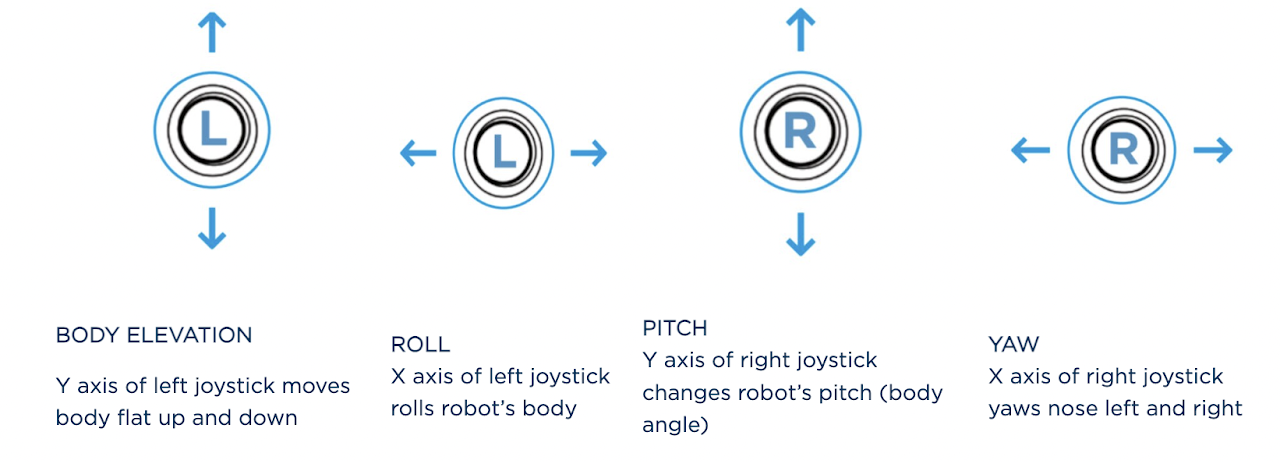 L
L
R
R
BODY ELEVATION
Y axis of left joystick moves
body flat up and down
ROLL
X axis of left joystick
rolls robot's body
PITCH
Y axis of right joystick
changes robot's pitch (body
angle)
YAW
X axis of right joystick
yaws nose left and right